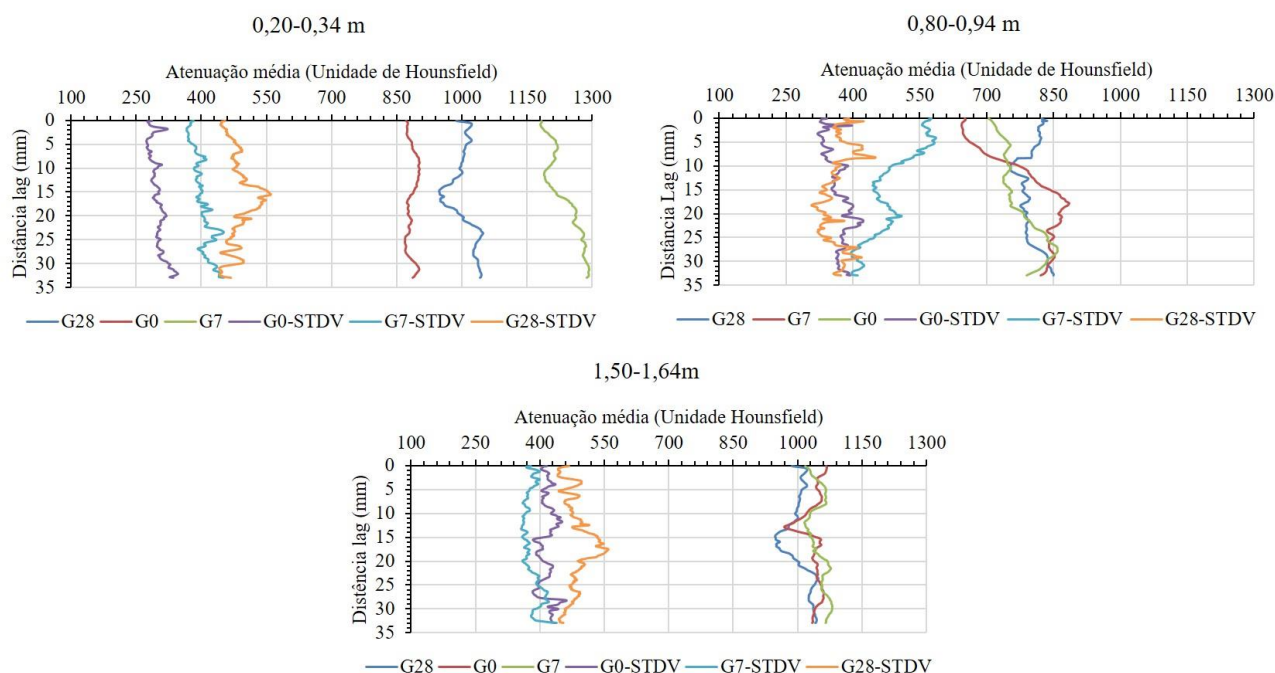 0,20-0,34 m
Atenuação média (Unidade de Hounsfield)
100 250 400 550 700 850 1000 1150 1300
Distância lag (mm)
0
5
10
15
20
25
30
35
G28 G0 G7 G0-STDV G7-STDV G28-STDV
0,80-0,94 m
Atenuação média (Unidade de Hounsfield)
100 250 400 550 700 850 1000 1150 1300
Distância Lag (mm)
0
5
10
15
20
25
30
35
G28 G7 G0 G0-STDV G7-STDV G28-STDV
1,50-1,64m
Atenuação média (Unidade Hounsfield)
100 250 400 550 700 850 1000 1150 1300
Distência lag (mm)
0
5
10
15
20
25
30
35
G28 G0 G7 G0-STDV G7-STDV G28-STDV